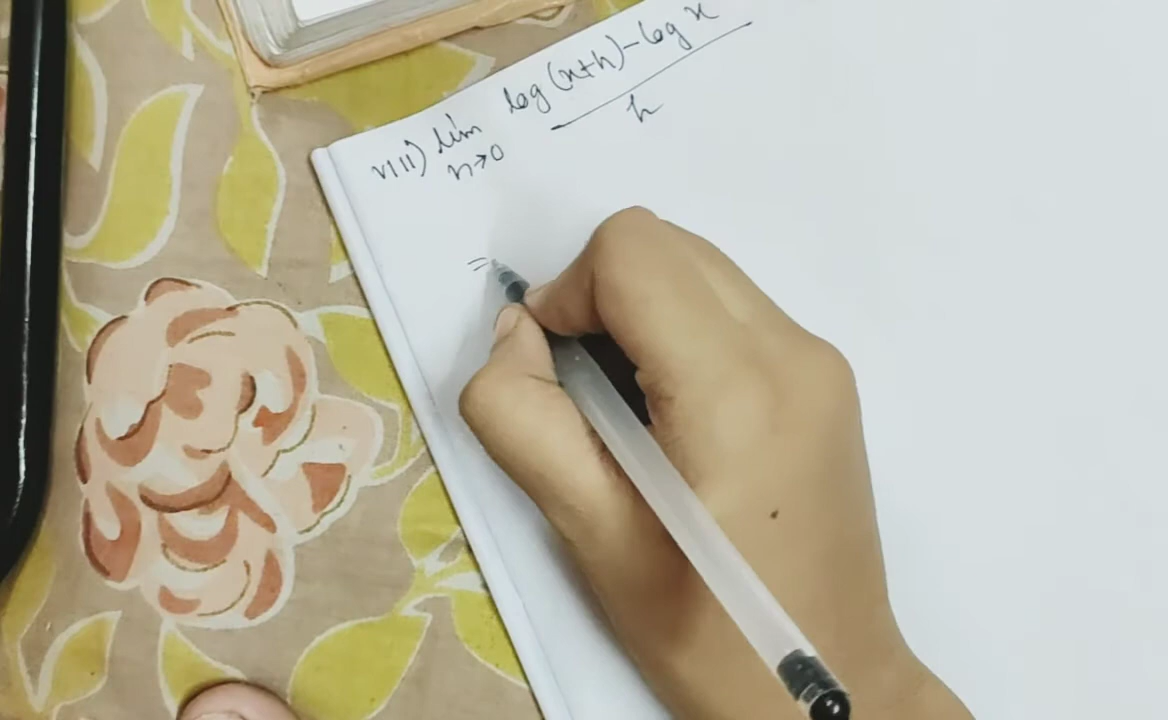 viii) lim log(x+h)-log x
h→0 h
=